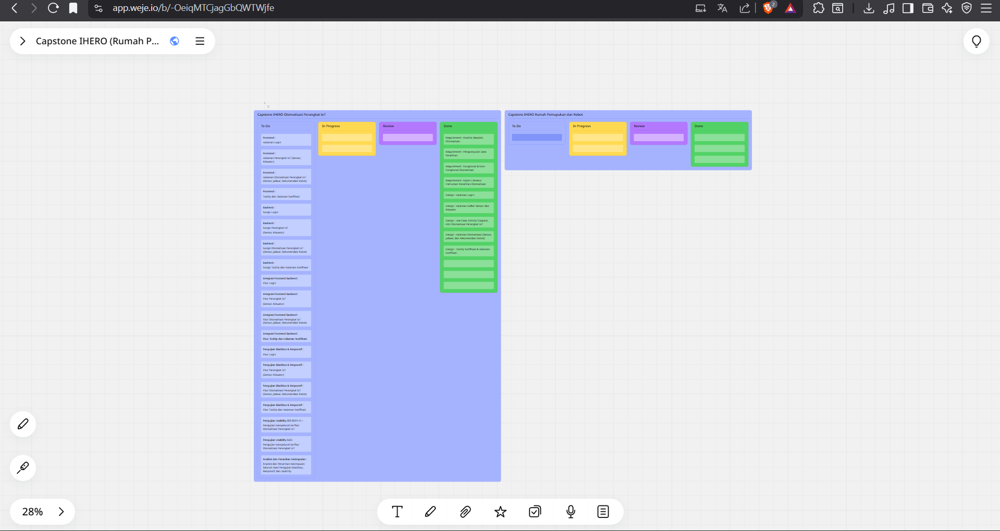 app.weje.io/b/-OeiqMTCjagGbQWTWjfe
2
Capstone IHERO (Rumah P...
Capstone IHERO Otomatisasi Perangkat IoT
To Do
Frontend :
Halaman Login
Frontend :
Halaman Perangkat IoT (Sensor,
Aktuator)
Frontend :
Halaman Otomatisasi Perangkat IoT
(Sensor, Jadwal, Rekomendasi Robot)
Frontend :
Tooltip dan Halaman Notifikasi
Backend :
Fungsi Login
Backend :
Fungsi Perangkat IoT
(Sensor, Aktuator)
Backend :
Fungsi Otomatisasi Perangkat IoT
(Sensor, Jadwal, Rekomendasi Robot)
Backend :
Fungsi Tooltip dan Halaman Notifikasi
Integrasi Frontend Backend :
Fitur Login
Integrasi Frontend Backend :
Fitur Perangkat IoT
(Sensor, Aktuator)
Integrasi Frontend Backend :
Fitur Otomatisasi Perangkat IoT
(Sensor, Jadwal, Rekomendasi Robot)
Integrasi Frontend Backend :
Fitur Tooltip dan Halaman Notifikasi
Pengujian Blackbox & Responsif :
Fitur Login
Pengujian Blackbox & Responsif :
Fitur Perangkat IoT
(Sensor, Aktuator)
Pengujian Blackbox & Responsif :
Fitur Otomatisasi Perangkat IoT
(Sensor, Jadwal, Rekomendasi Robot)
Pengujian Blackbox & Responsif :
Fitur Tooltip dan Halaman Notifikasi
Pengujian Usability ISO 9241-11 :
Pengujian menyeluruh ke fitur
Otomatisasi Perangkat IoT
Pengujian Usability SUS :
Pengujian menyeluruh ke fitur
Otomatisasi Perangkat IoT
Analisis dan Penarikan Kesimpulan :
Analisis dan Penarikan Kesimpulan
Seluruh Hasil Pengujian Blackbox,
Responsif, dan Usability
In Progress
Review
Done
Requirement : Analisis Masalah
Otomatisasi
Requirement : Pengumpulan Data
Penelitian
Requirement : Fungsional & Non-
Fungsional Otomatisasi
Requirement : Kajian Literatur
Instrumen Penelitian Otomatisasi
Design : Halaman Login
Design : Halaman Daftar Sensor dan
Aktuator
Design : Use Case, Activity Diagram,
ERD Otomatisasi Perangkat IoT
Design : Halaman Otomatisasi (Sensor,
Jadwal, dan Rekomendasi Robot)
Design : Tooltip Notifikasi & Halaman
Notifikasi
Capstone IHERO Rumah Pemupukan dan Robot
To Do
In Progress
Review
Done
28%